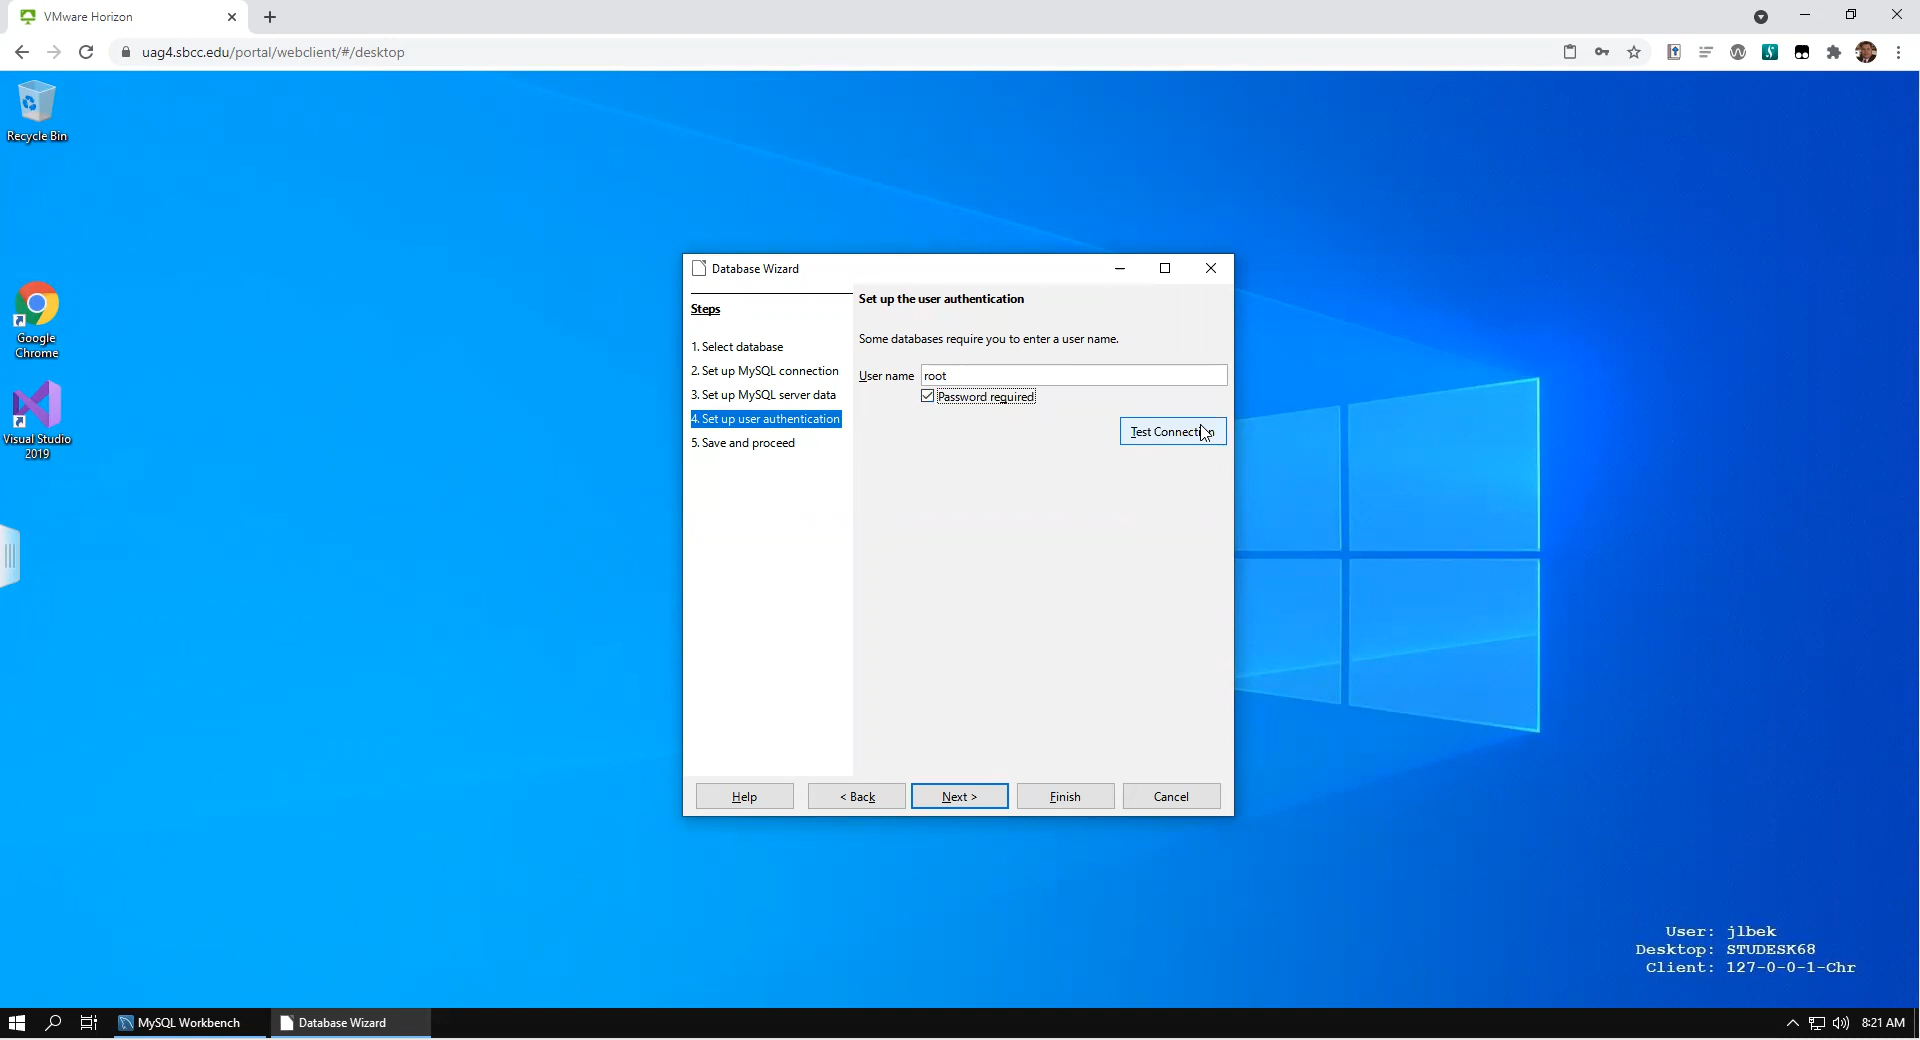 VMware Horizon
uag4.sbcc.edu/portal/webclient/#/desktop
Recycle Bin
Google
Chrome
Visual Studio
2019
Database Wizard
Steps
1. Select database
2. Set up MySQL connection
3. Set up MySQL server data
4. Set up user authentication
5. Save and proceed
Set up the user authentication
Some databases require you to enter a user name.
User name root
Password required
Test Connection
Help
< Back
Next >
Finish
Cancel
User: jlbek
Desktop: STUDESK68
Client: 127-0-0-1-Chr
MySQL Workbench
Database Wizard
8:21 AM